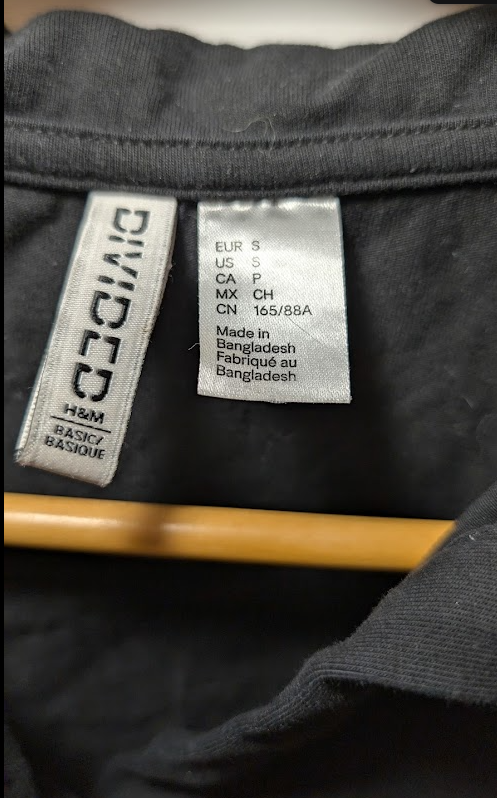 DIVIDED
H&M
BASIC/
BASIQUE
EUR S
US S
CA P
MX CH
CN 165/88A
Made in
Bangladesh
Fabriqué au
Bangladesh